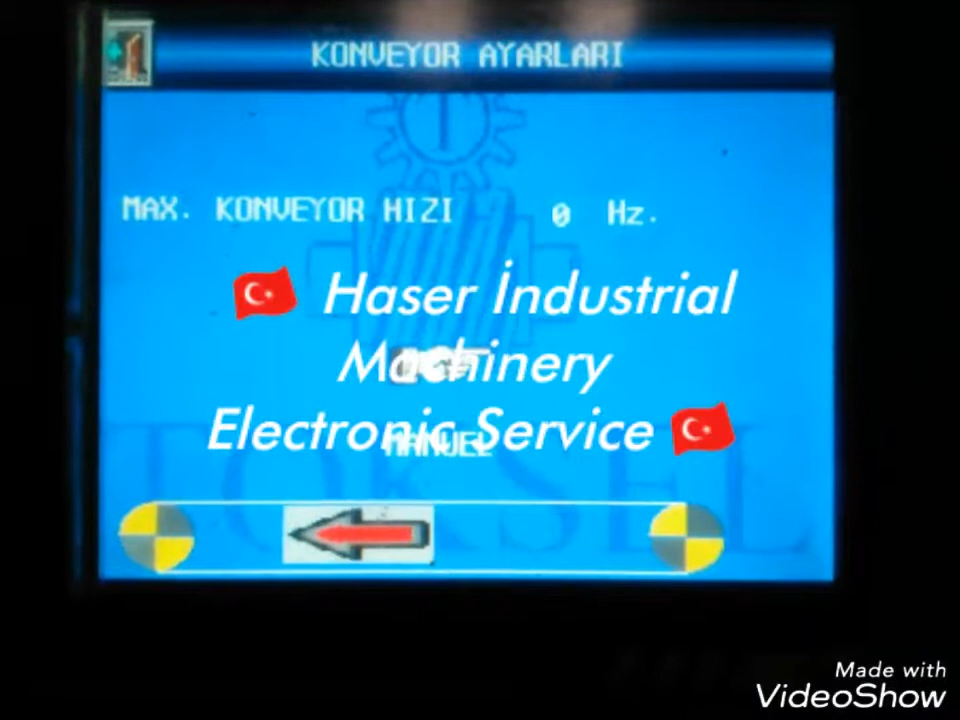 KONVEYOR AYARLARI
MAX. KONVEYOR HIZI 0 Hz.
🇹🇷 Haser İndustrial
Machinery
Electronic Service 🇹🇷
MANUEL
Made with
VideoShow